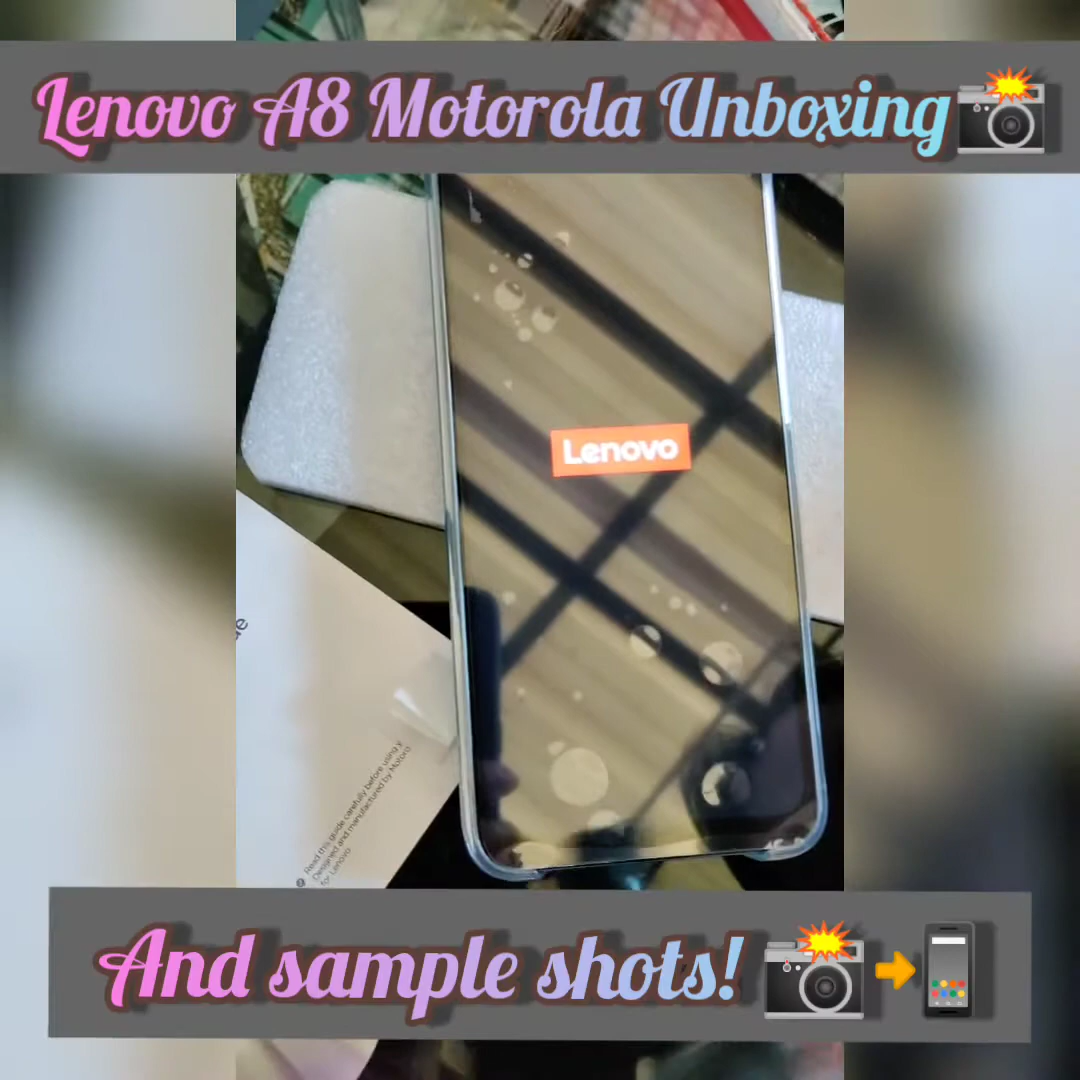 Lenovo A8 Motorola Unboxing
Lenovo
Read this guide carefully before using y
Designed and manufactured by Motoro
for Lenovo
And sample shots!